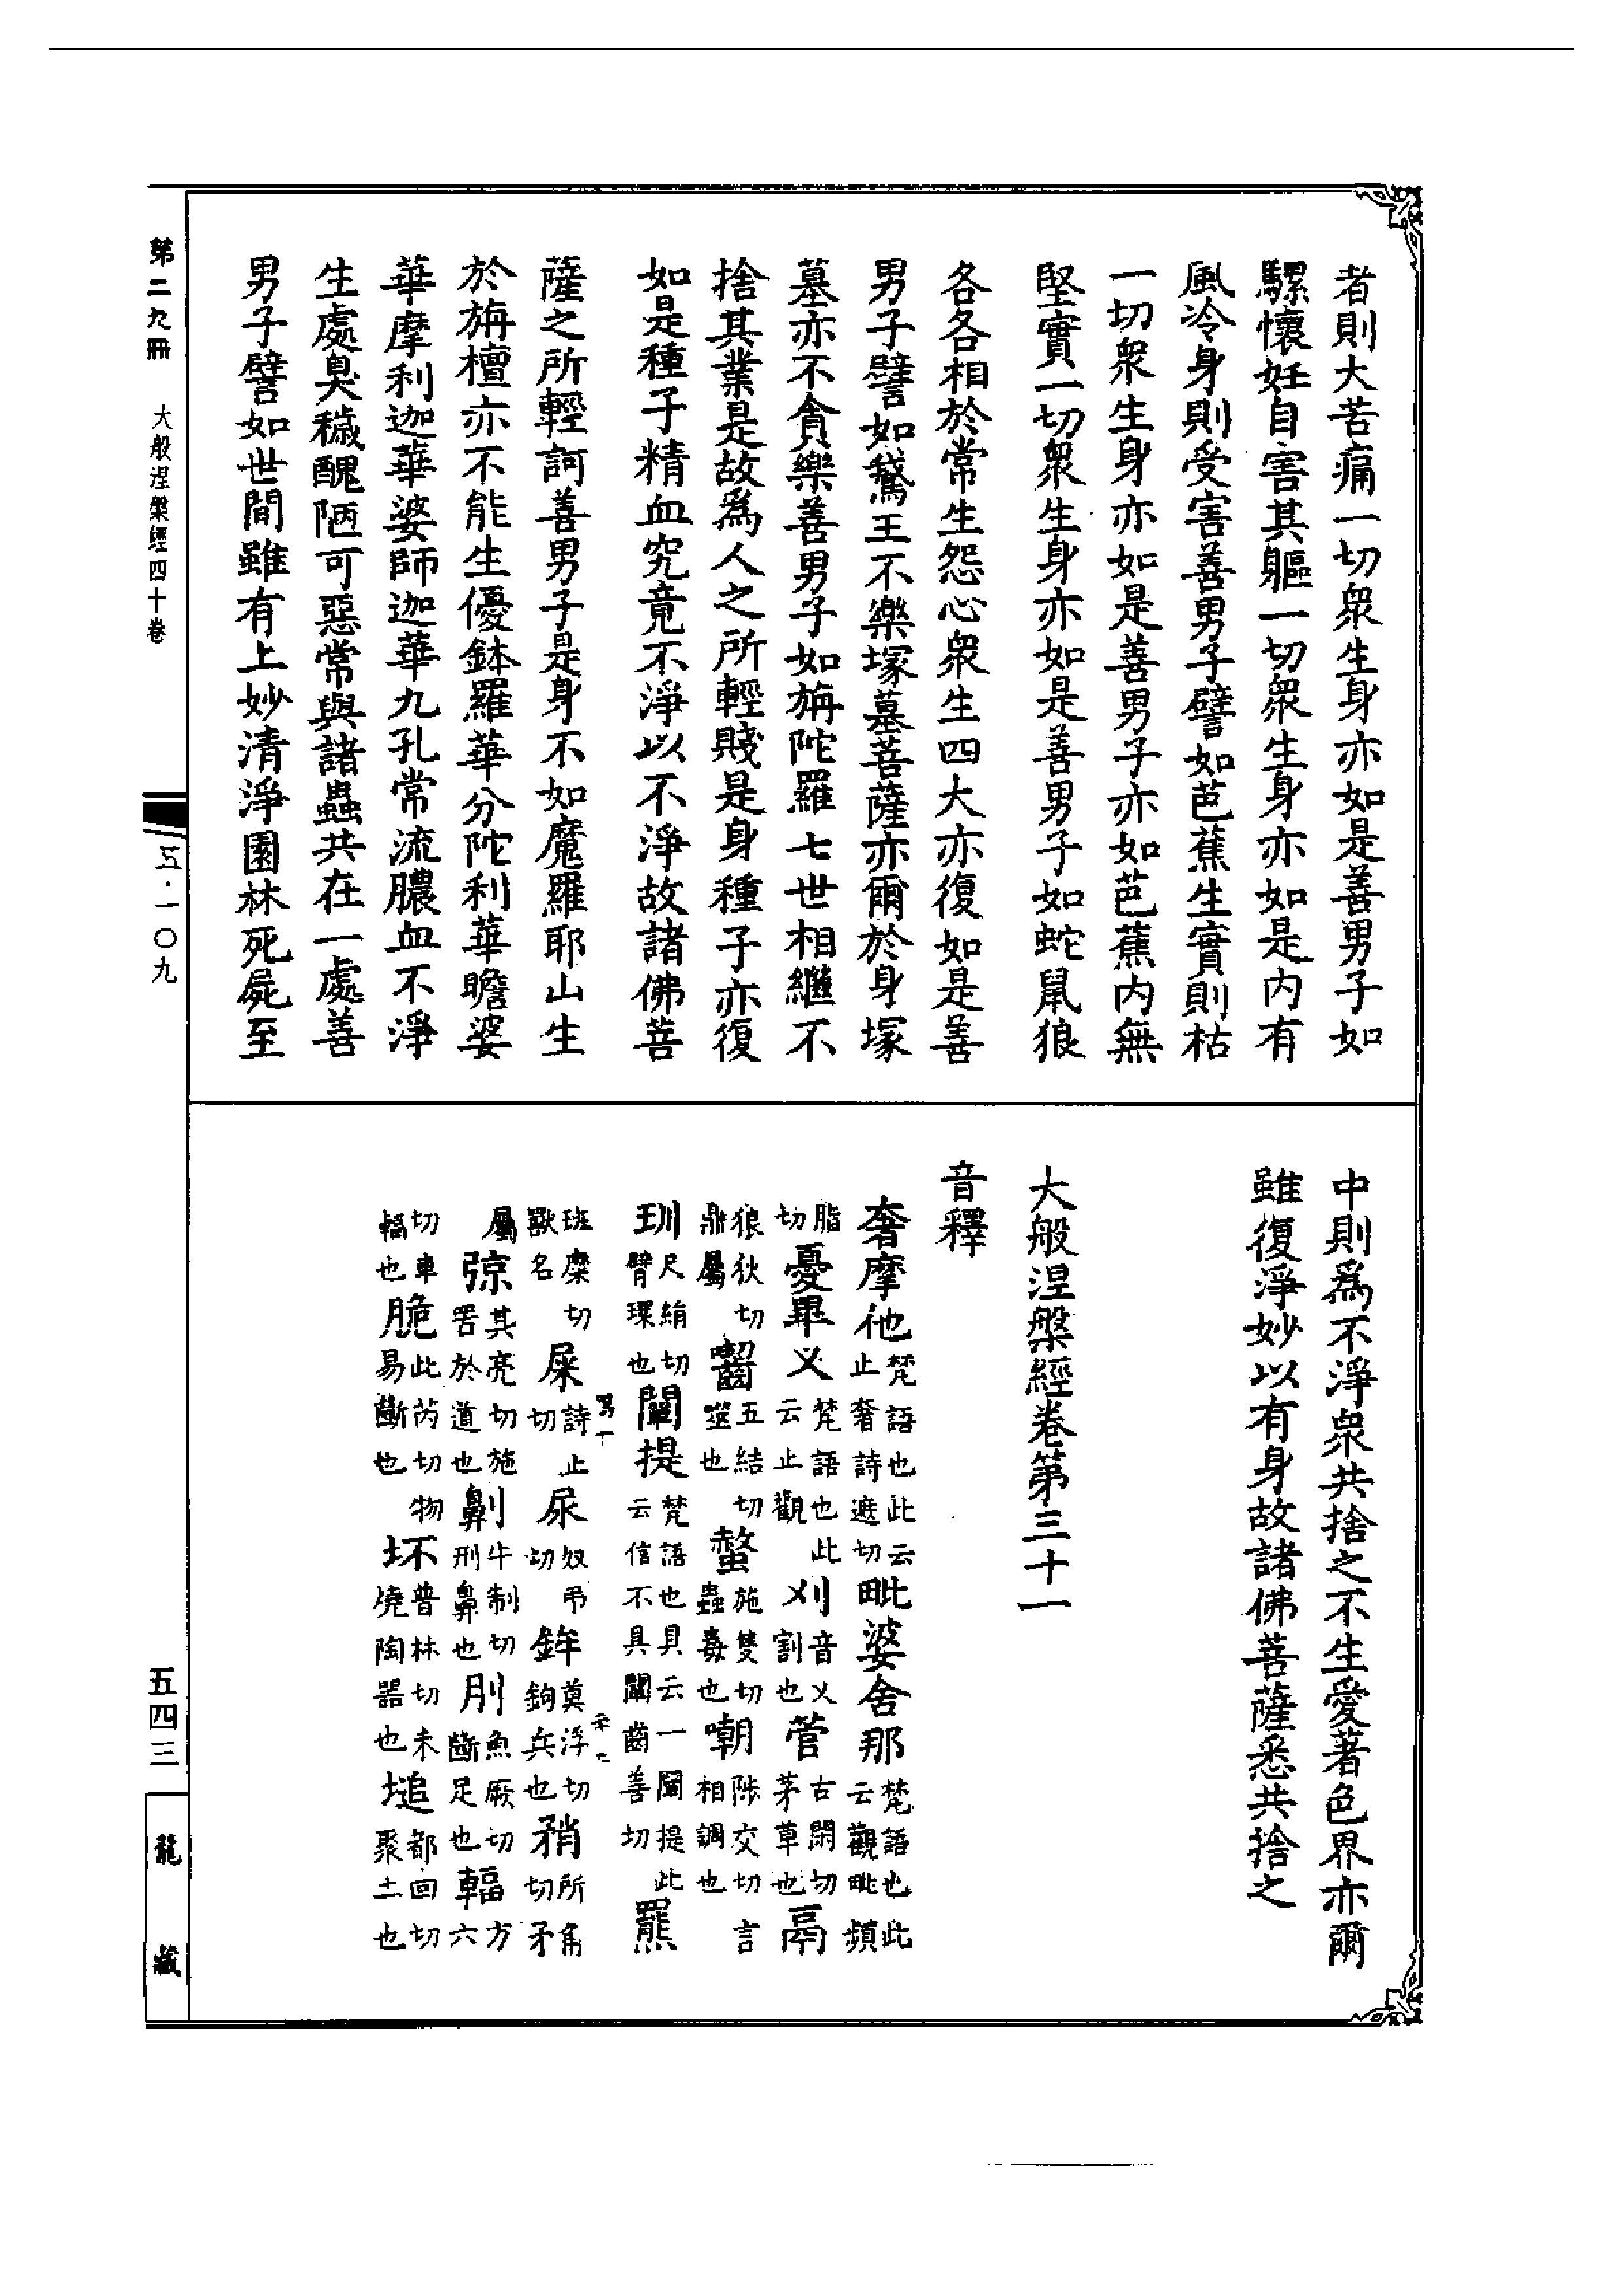 者則大苦痛一切衆生身亦如是善男子如
騾懷妊自害其軀一切衆生身亦如是內有
風冷身則受害善男子譬如芭蕉生實則枯
一切衆生身亦如是善男子亦如芭蕉內無
堅實一切衆生身亦如是善男子如蛇鼠狼
各各相於常生怨心衆生四大亦復如是善
男子譬如鵞王不樂塚墓菩薩亦爾於身塚
墓亦不貪樂善男子如旃陀羅七世相繼不
捨其業是故爲人之所輕賤是身種子亦復
如是種子精血究竟不淨以不淨故諸佛菩
薩之所輕訶善男子是身不如魔羅耶山生
於旃檀亦不能生優鉢羅華分陀利華瞻婆
華摩利迦華婆師迦華九孔常流膿血不淨
生處臭穢醜陋可惡常與諸蟲共在一處善
男子譬如世間雖有上妙清淨園林死屍至
中則爲不淨衆共捨之不生愛著色界亦爾
雖復淨妙以有身故諸佛菩薩悉共捨之
大般涅槃經卷第三十一
音釋
奢摩他梵語也此云止奢詩遮切毗婆舍那梵語也此云觀毗頻
脂切憂畢乂梵語也此云止觀刈音乂割也菅古閑切茅草也鬲
狼狄切鼎屬齧五結切噬也螫施隻切蟲毒也嘲陟交切言相調也
玔尺絹切臂環也闡提梵語也具云一闡提此云信不具闡齒善切羆
班糜切獸名屎詩止切尿奴弔切鉾莫浮切鉤兵也矟所角切矛
屬弶其亮切施罟於道也劓牛制切刑鼻也刖魚厥切斷足也輻方六
切車輻也脆此芮切物易斷也坏普杯切未燒陶器也塠都回切聚土也
第二九冊
大般涅槃經四十卷
五·一〇九
五四三
龍藏